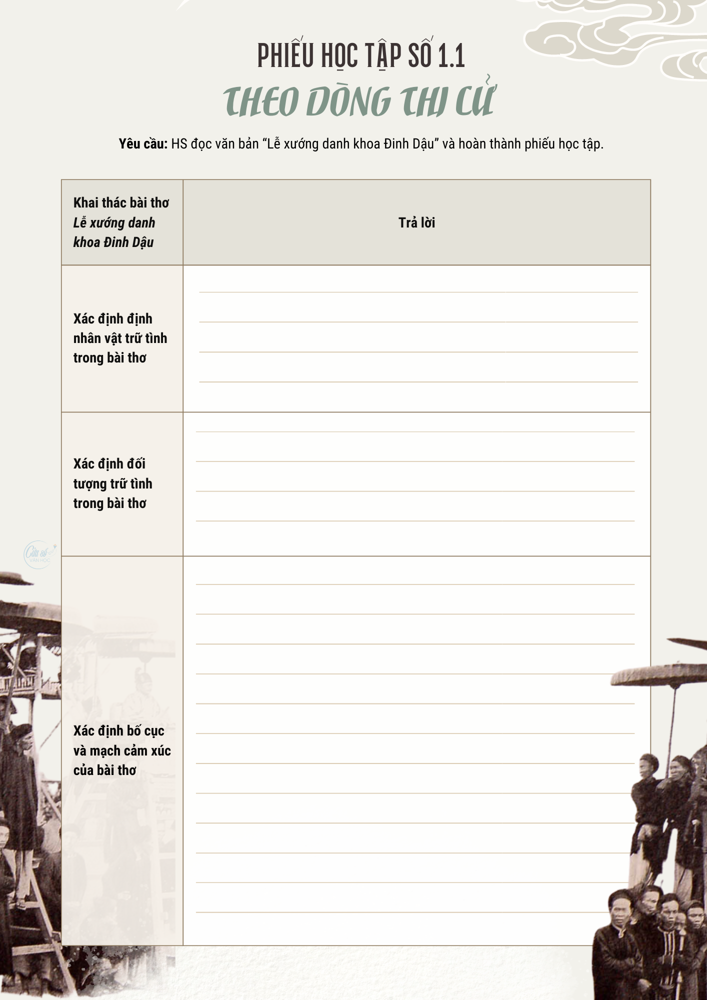 PHIẾU HỌC TẬP SỐ 1.1
THEO DÒNG THI CỬ
Yêu cầu: HS đọc văn bản “Lễ xướng danh khoa Đinh Dậu” và hoàn thành phiếu học tập.
Khai thác bài thơ
Lễ xướng danh
khoa Đinh Dậu
Trả lời
Xác định định
nhân vật trữ tình
trong bài thơ
Xác định đối
tượng trữ tình
trong bài thơ
Cửa sổ
VĂN HỌC
Xác định bố cục
và mạch cảm xúc
của bài thơ